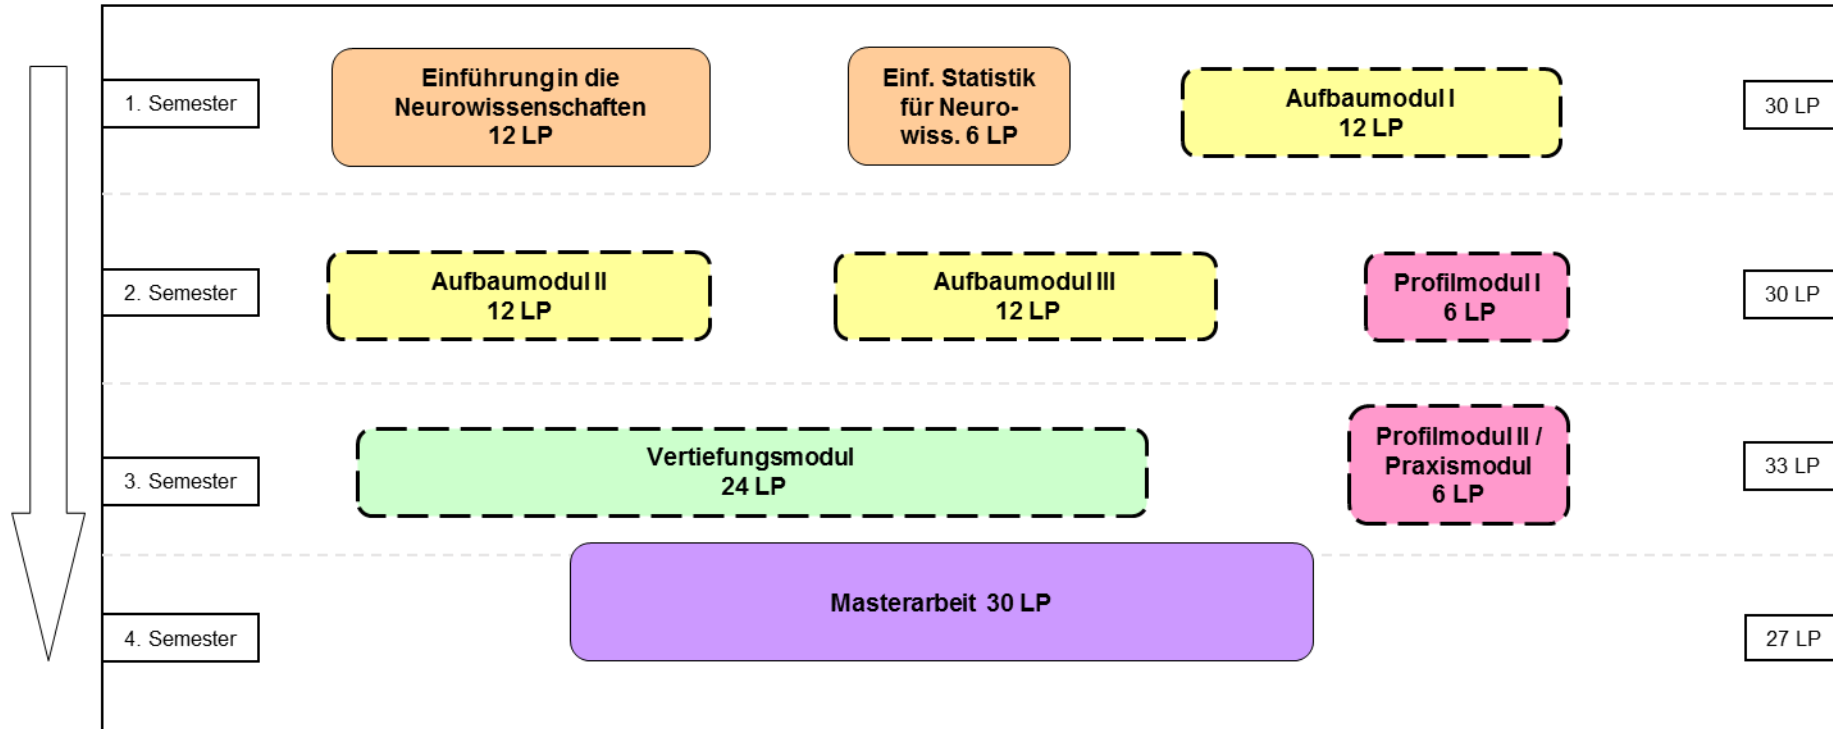 1. Semester
Einführung in die
Neurowissenschaften
12 LP
Einf. Statistik
für Neuro-
wiss. 6 LP
Aufbaumodul I
12 LP
30 LP
2. Semester
Aufbaumodul II
12 LP
Aufbaumodul III
12 LP
Profilmodul I
6 LP
30 LP
3. Semester
Vertiefungsmodul
24 LP
Profilmodul II /
Praxismodul
6 LP
33 LP
4. Semester
Masterarbeit 30 LP
27 LP